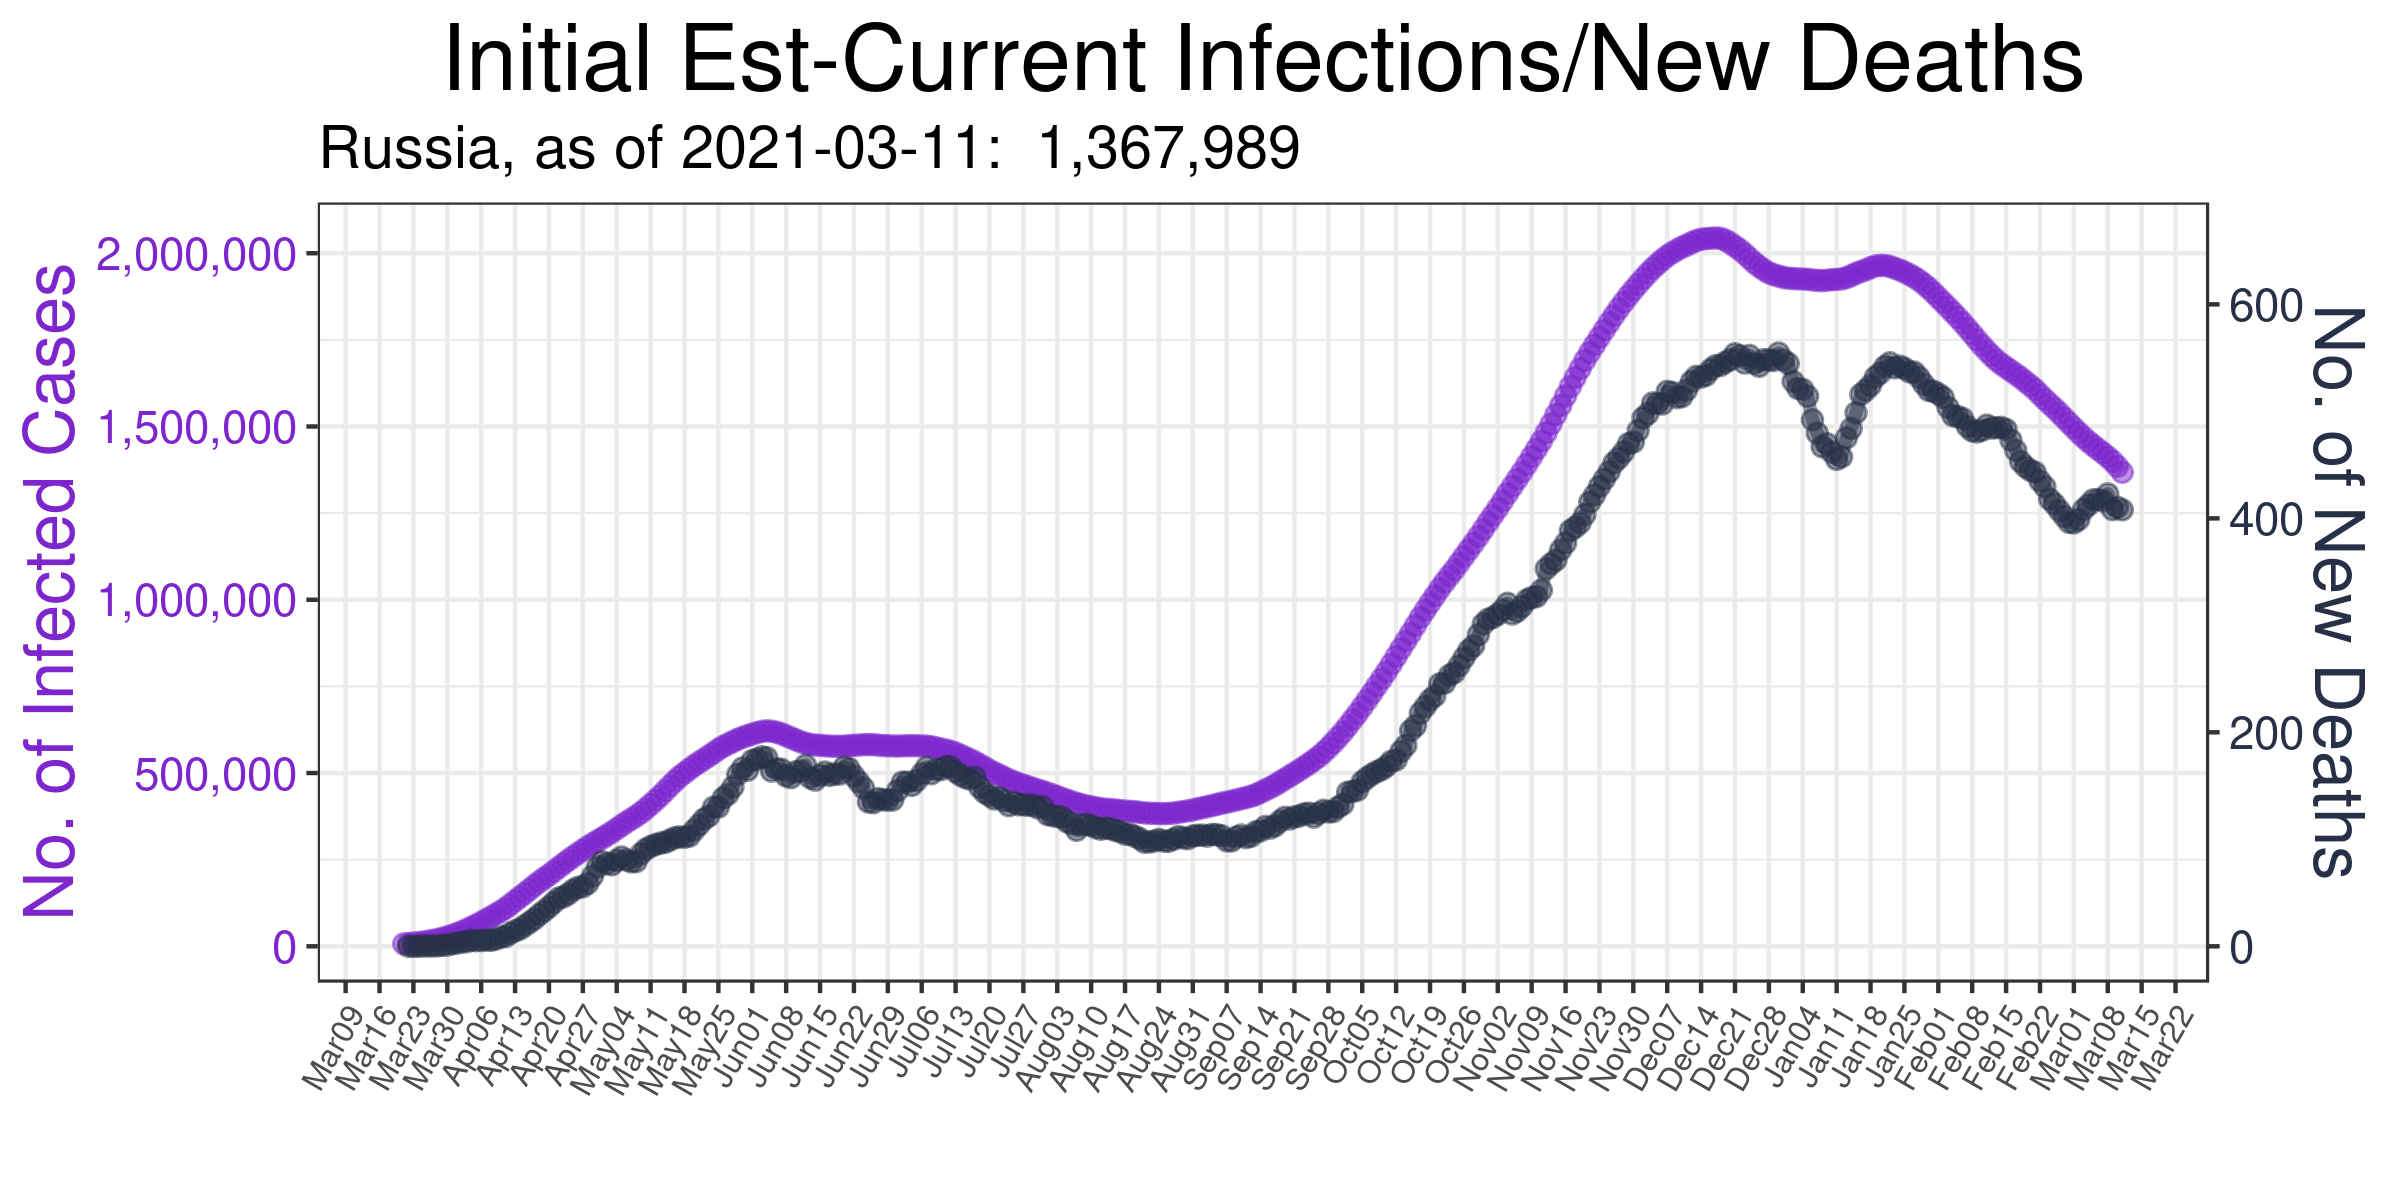 Initial Est-Current Infections/New Deaths
Russia, as of 2021-03-11:  1,367,989
No. of Infected Cases
2,000,000
1,500,000
1,000,000
500,000
0
600
400
200
0
No. of New Deaths
Mar09
Mar16
Mar23
Mar30
Apr06
Apr13
Apr20
Apr27
May04
May11
May18
May25
Jun01
Jun08
Jun15
Jun22
Jun29
Jul06
Jul13
Jul20
Jul27
Aug03
Aug10
Aug17
Aug24
Aug31
Sep07
Sep14
Sep21
Sep28
Oct05
Oct12
Oct19
Oct26
Nov02
Nov09
Nov16
Nov23
Nov30
Dec07
Dec14
Dec21
Dec28
Jan04
Jan11
Jan18
Jan25
Feb01
Feb08
Feb15
Feb22
Mar01
Mar08
Mar15
Mar22